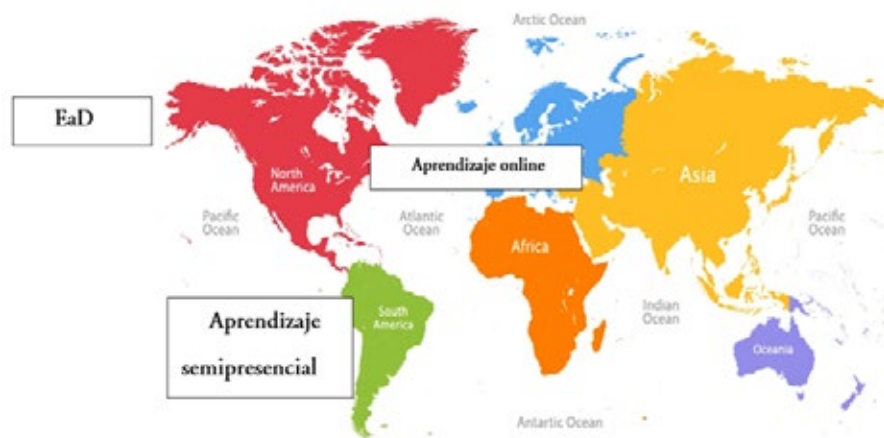 Arctic Ocean
EaD
Aprendizaje online
North
America
Asia
Pacific
Ocean
Atlantic
Ocean
Africa
Pacific
Ocean
Aprendizaje
semipresencial
South
America
Indian
Ocean
Oceania
Antartic Ocean